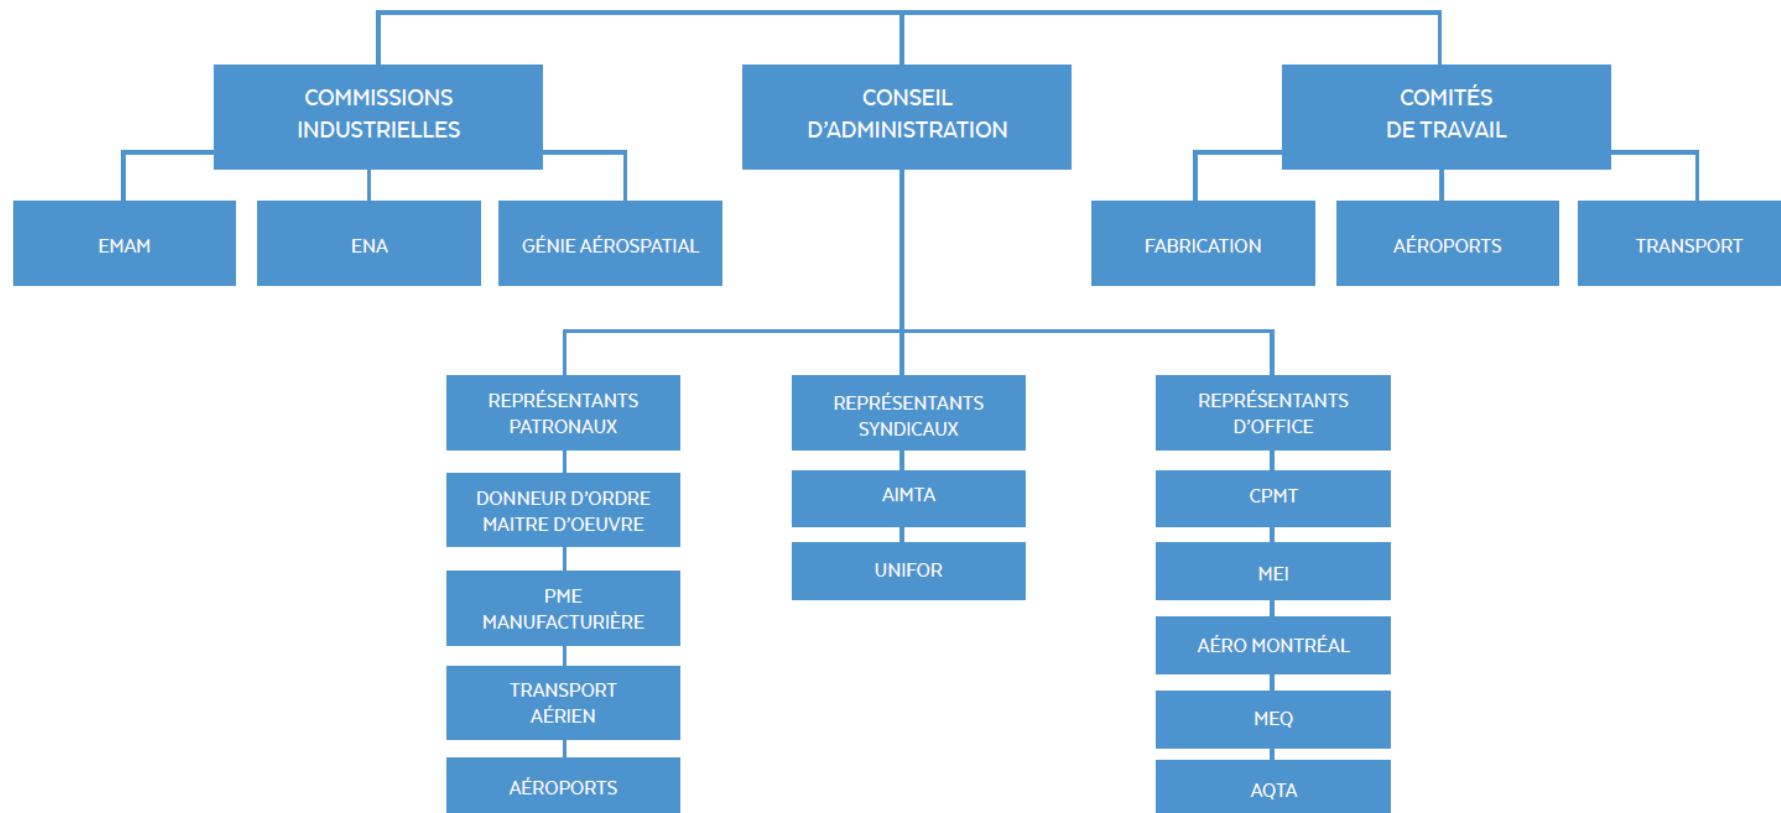 COMMISSIONS
INDUSTRIELLES
CONSEIL
D'ADMINISTRATION
COMITÉS
DE TRAVAIL
EMAM
ENA
GÉNIE AÉROSPATIAL
FABRICATION
AÉROPORTS
TRANSPORT
REPRÉSENTANTS
PATRONAUX
DONNEUR D'ORDRE
MAITRE D'OEUVRE
PME
MANUFACTURIÈRE
TRANSPORT
AÉRIEN
AÉROPORTS
REPRÉSENTANTS
SYNDICAUX
AIMTA
UNIFOR
REPRÉSENTANTS
D'OFFICE
CPMT
MEI
AÉRO MONTRÉAL
MEQ
AQTA